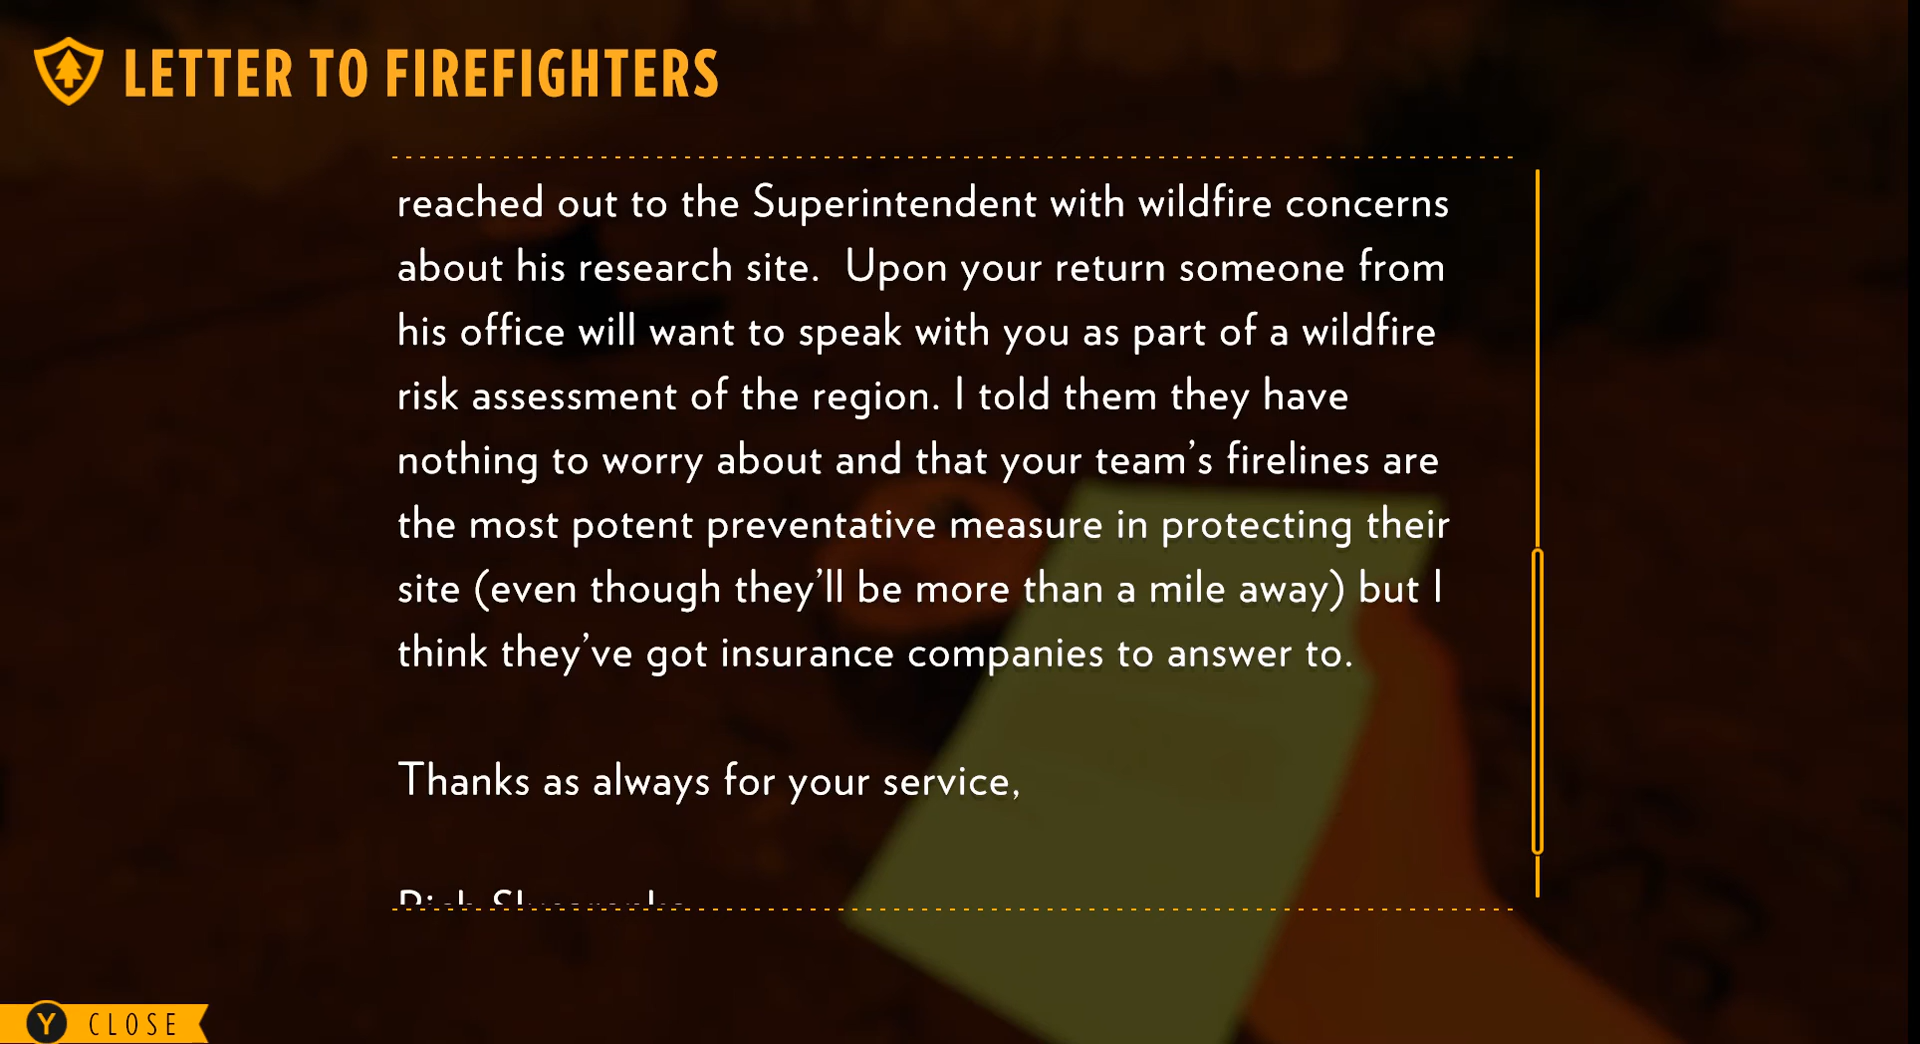 LETTER TO FIREFIGHTERS
reached out to the Superintendent with wildfire concerns
about his research site.  Upon your return someone from
his office will want to speak with you as part of a wildfire
risk assessment of the region. I told them they have
nothing to worry about and that your team’s firelines are
the most potent preventative measure in protecting their
site (even though they’ll be more than a mile away) but I
think they’ve got insurance companies to answer to.
Thanks as always for your service,
Y CLOSE